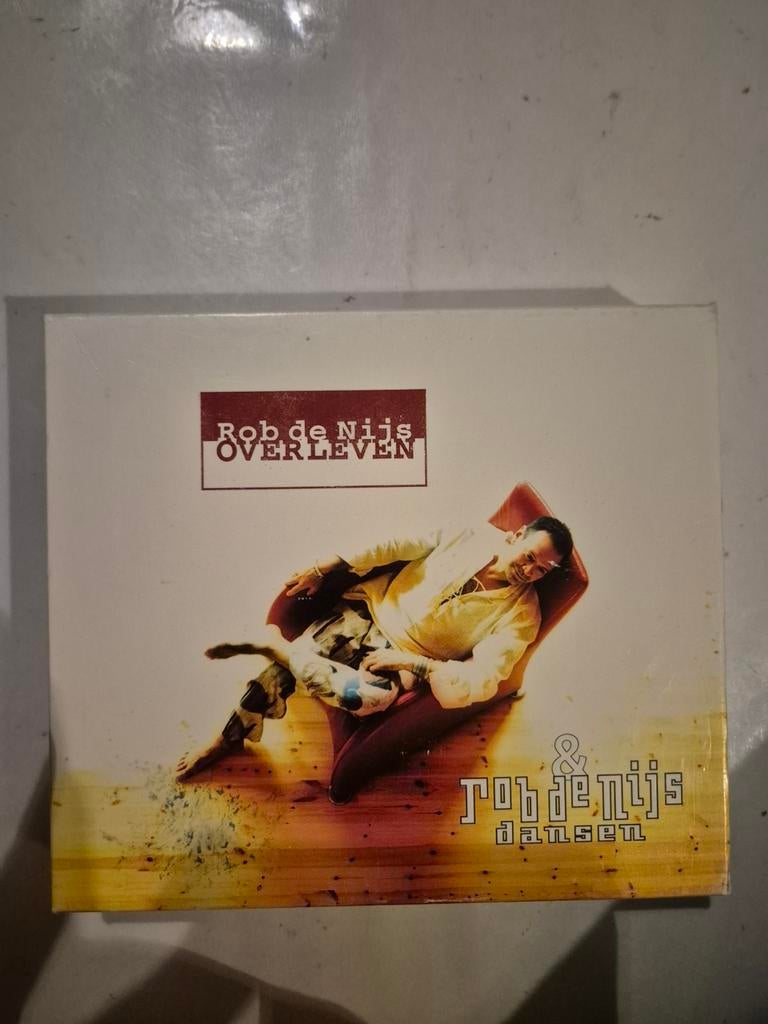 Rob de Nijs
OVERLEVEN
&
rob de nijs
dansen